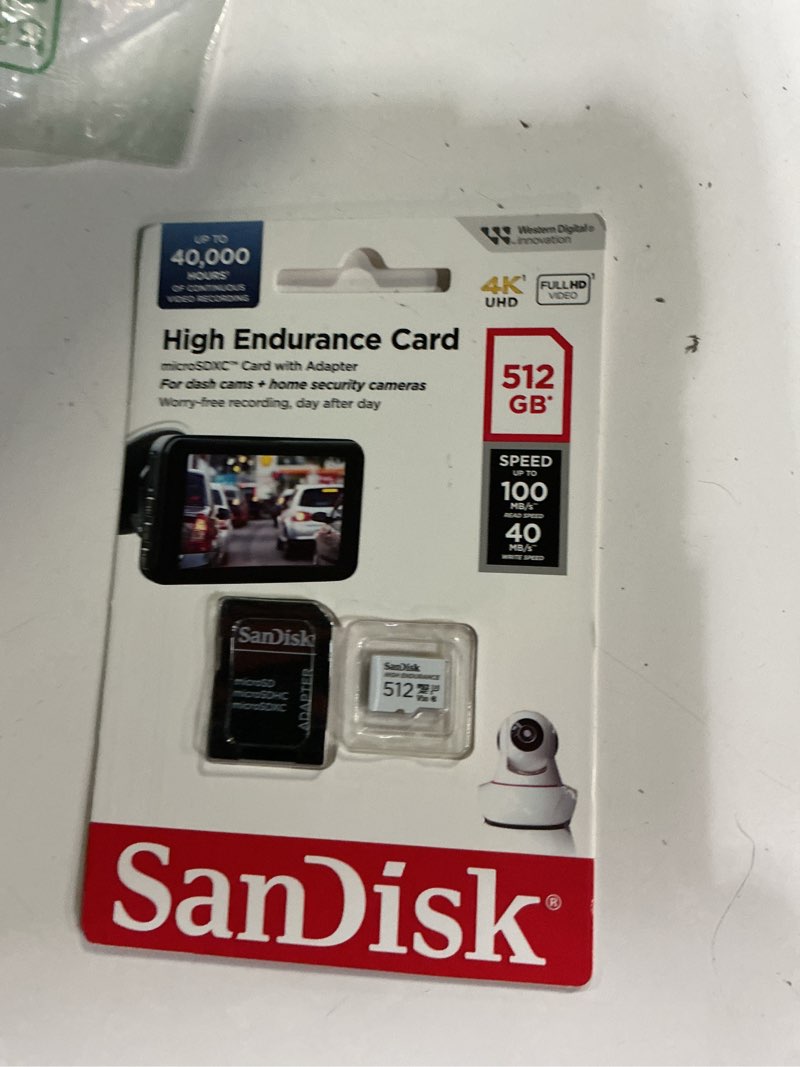 UP TO
40,000
HOURS*
OF CONTINUOUS
VIDEO RECORDING
Western Digital®
innovation
4K¹
UHD
FULL HD¹
VIDEO
High Endurance Card
microSDXC™ Card with Adapter
For dash cams + home security cameras
Worry-free recording, day after day
512
GB*
SPEED
UP TO
100
MB/s**
READ SPEED
40
MB/s**
WRITE SPEED
SanDisk
microSD
microSDHC
microSDXC
ADAPTER
SanDisk
HIGH ENDURANCE
512
V30
SanDisk®